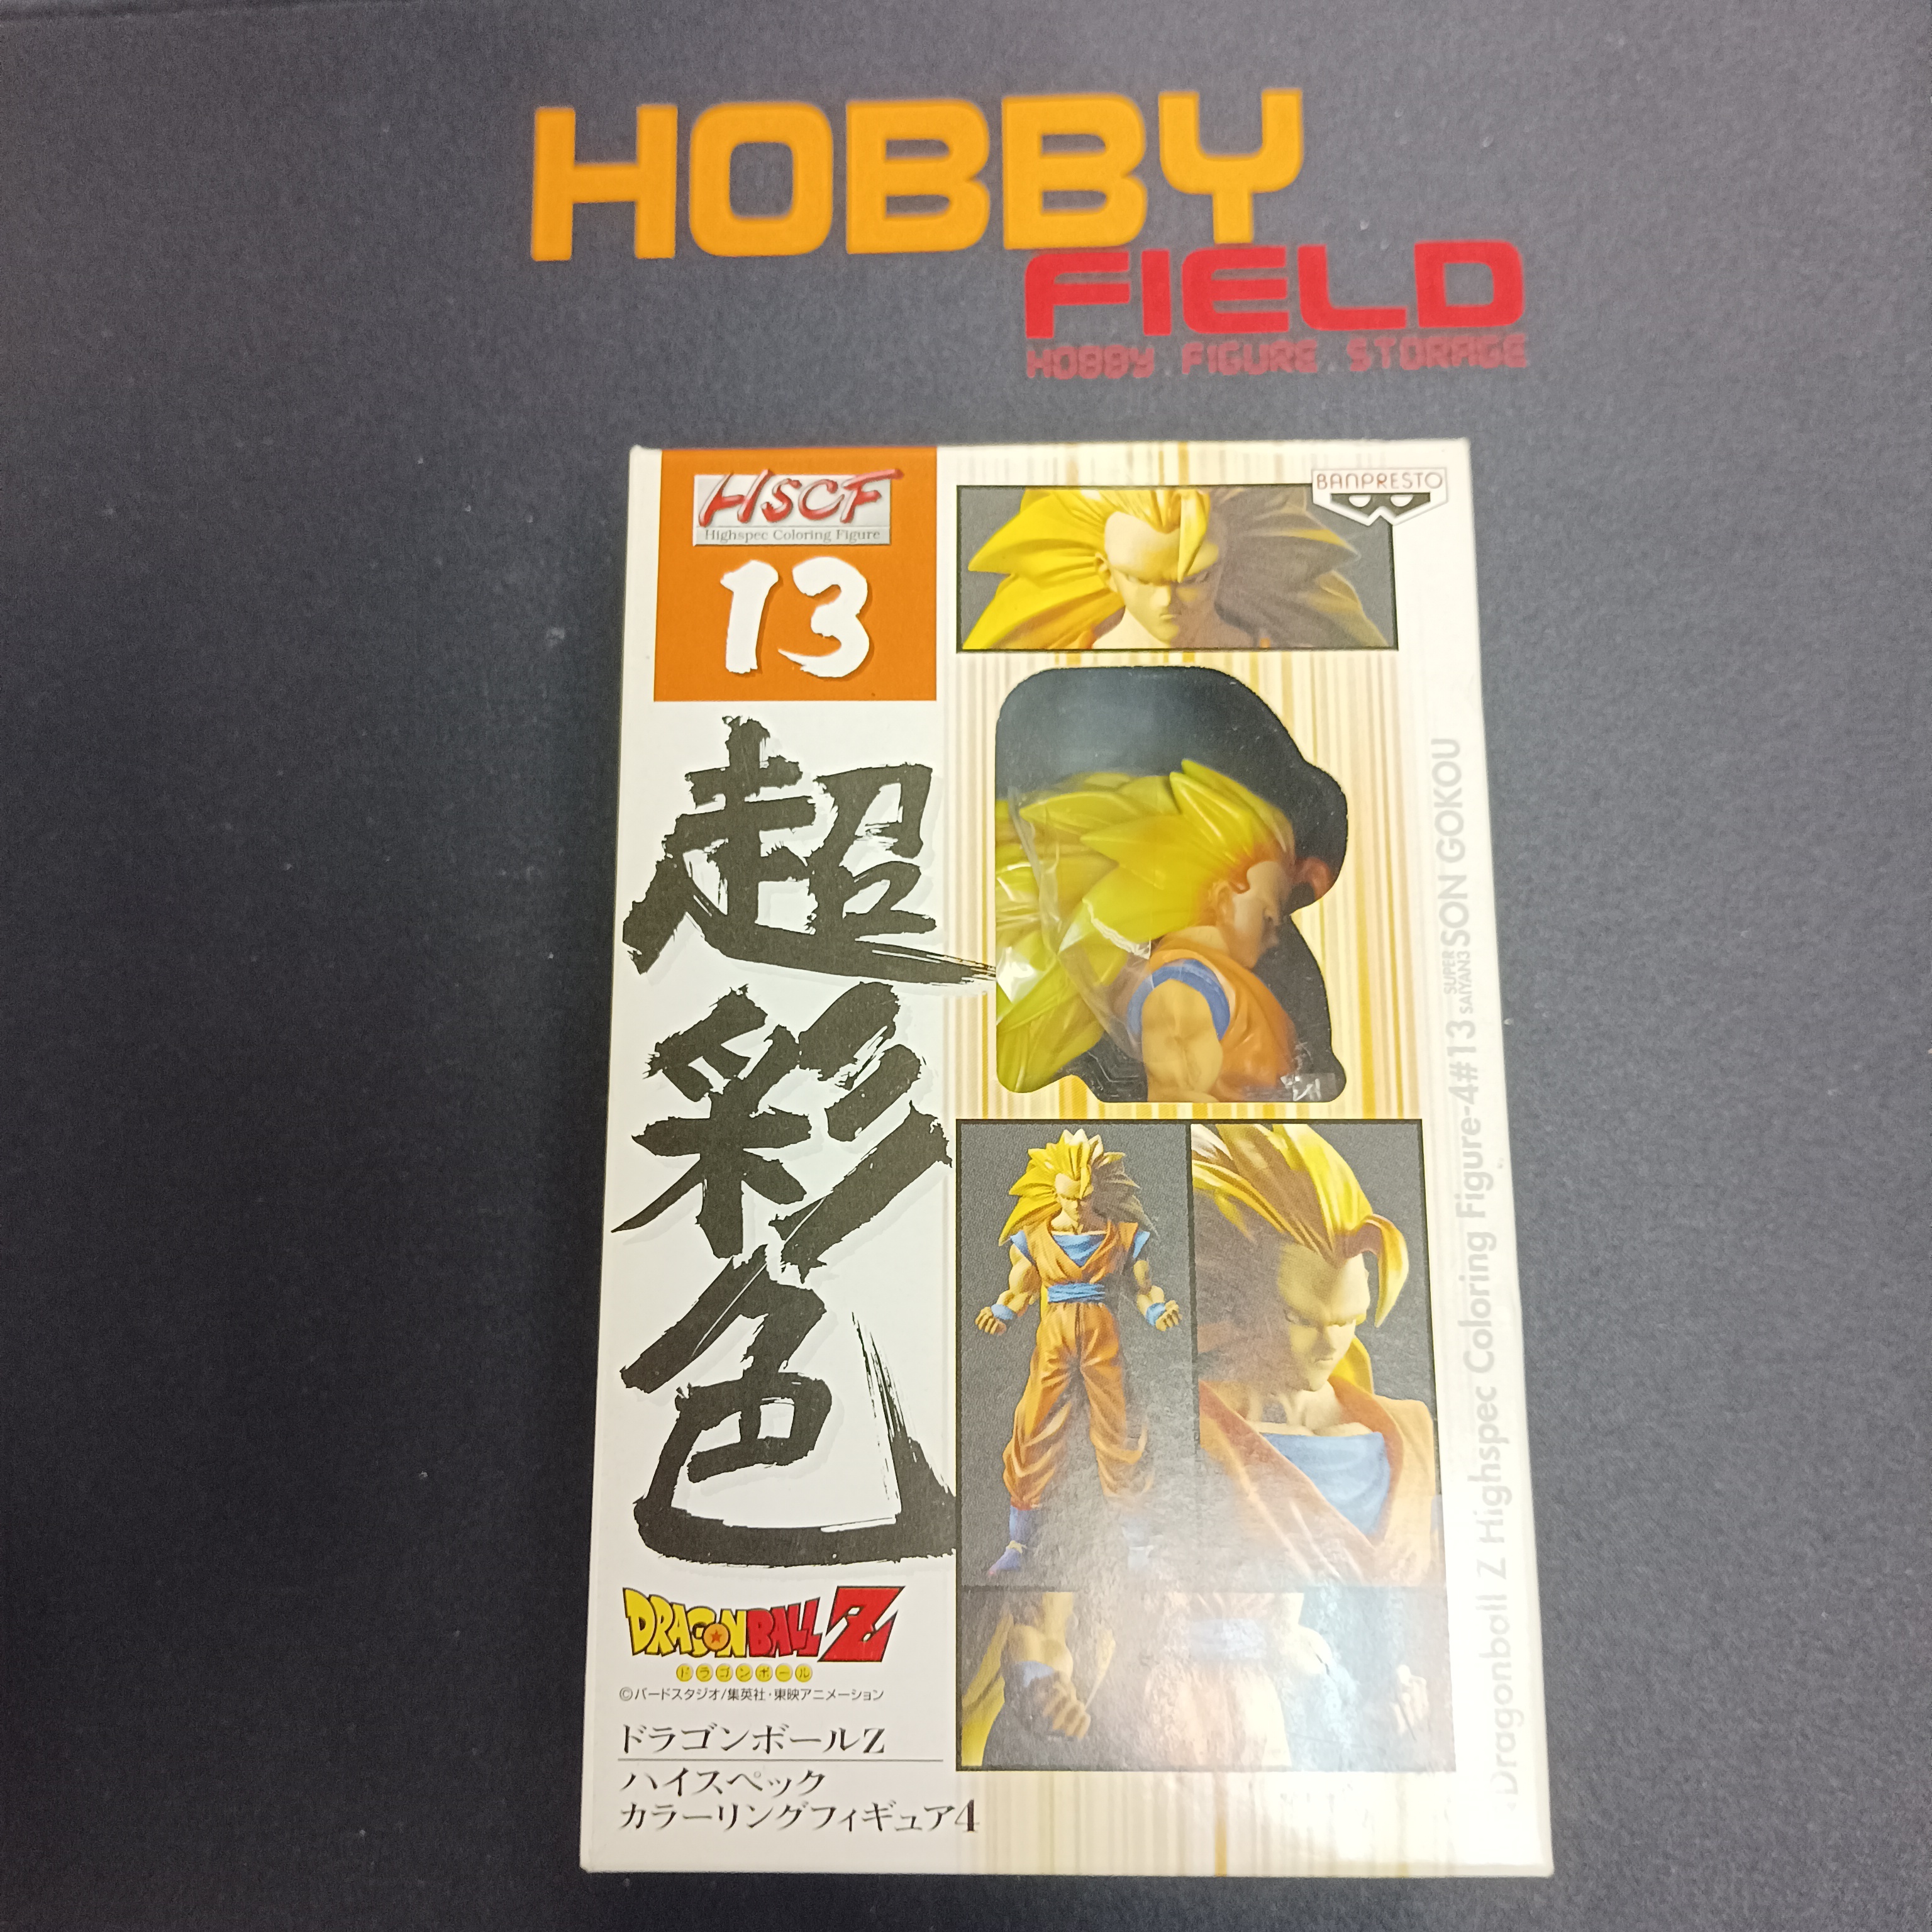 HOBBY
FIELD
HOBBY . FIGURE . STORAGE
HSCF
Highspec Coloring Figure
13
BANPRESTO
超彩色
DRAGONBALL Z
ドラゴンボール
©バードスタジオ/集英社・東映アニメーション
ドラゴンボールZ
ハイスペック
カラーリングフィギュア4
Dragonball Z Highspec Coloring Figure-4#13 SUPER SAIYAN3 SON GOKOU